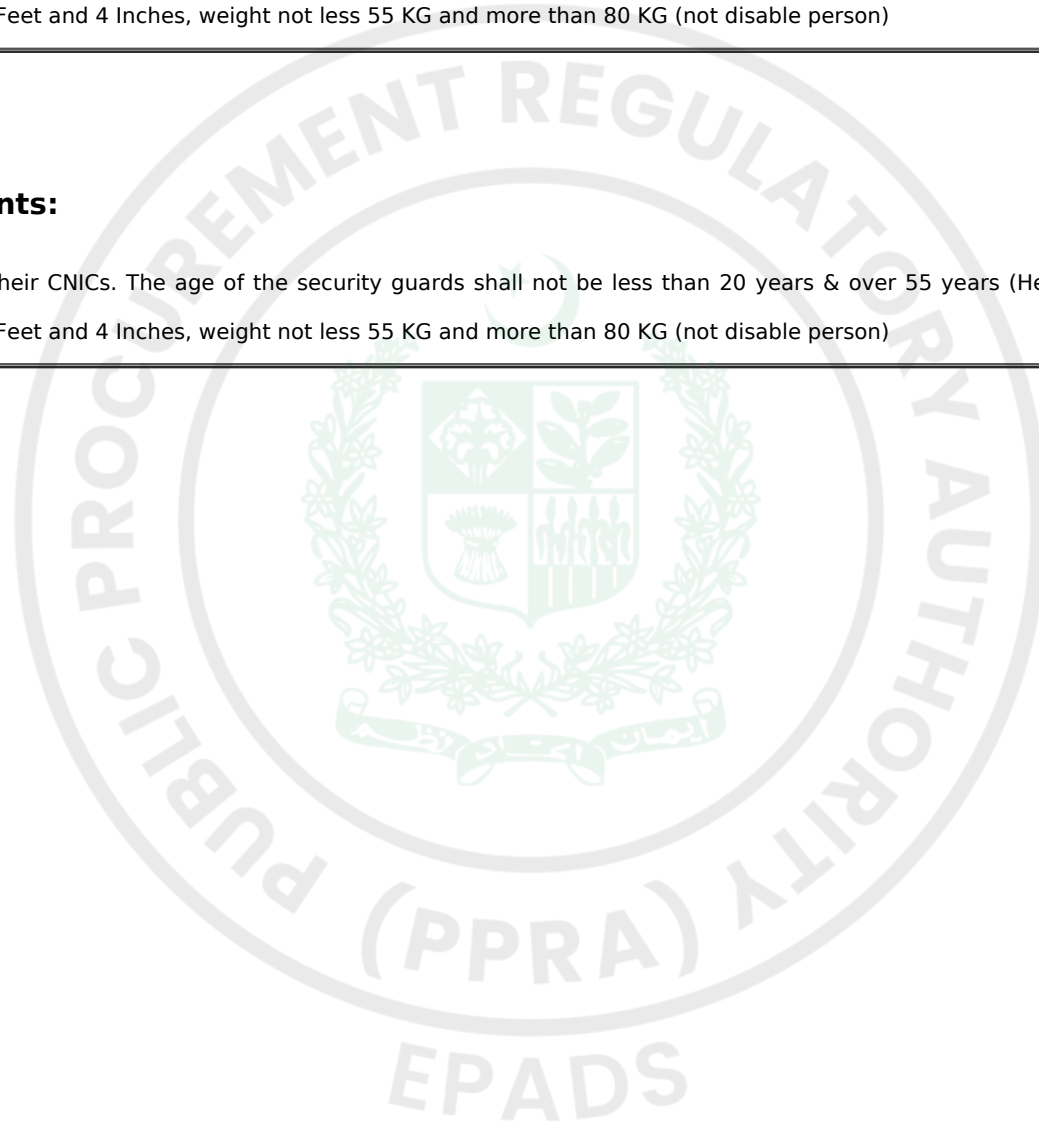 Feet and 4 Inches, weight not less 55 KG and more than 80 KG (not disable person)
nts:
heir CNICs. The age of the security guards shall not be less than 20 years & over 55 years (He
Feet and 4 Inches, weight not less 55 KG and more than 80 KG (not disable person)
PUBLIC PROCUREMENT REGULATORY AUTHORITY
(PPRA)
EPADS